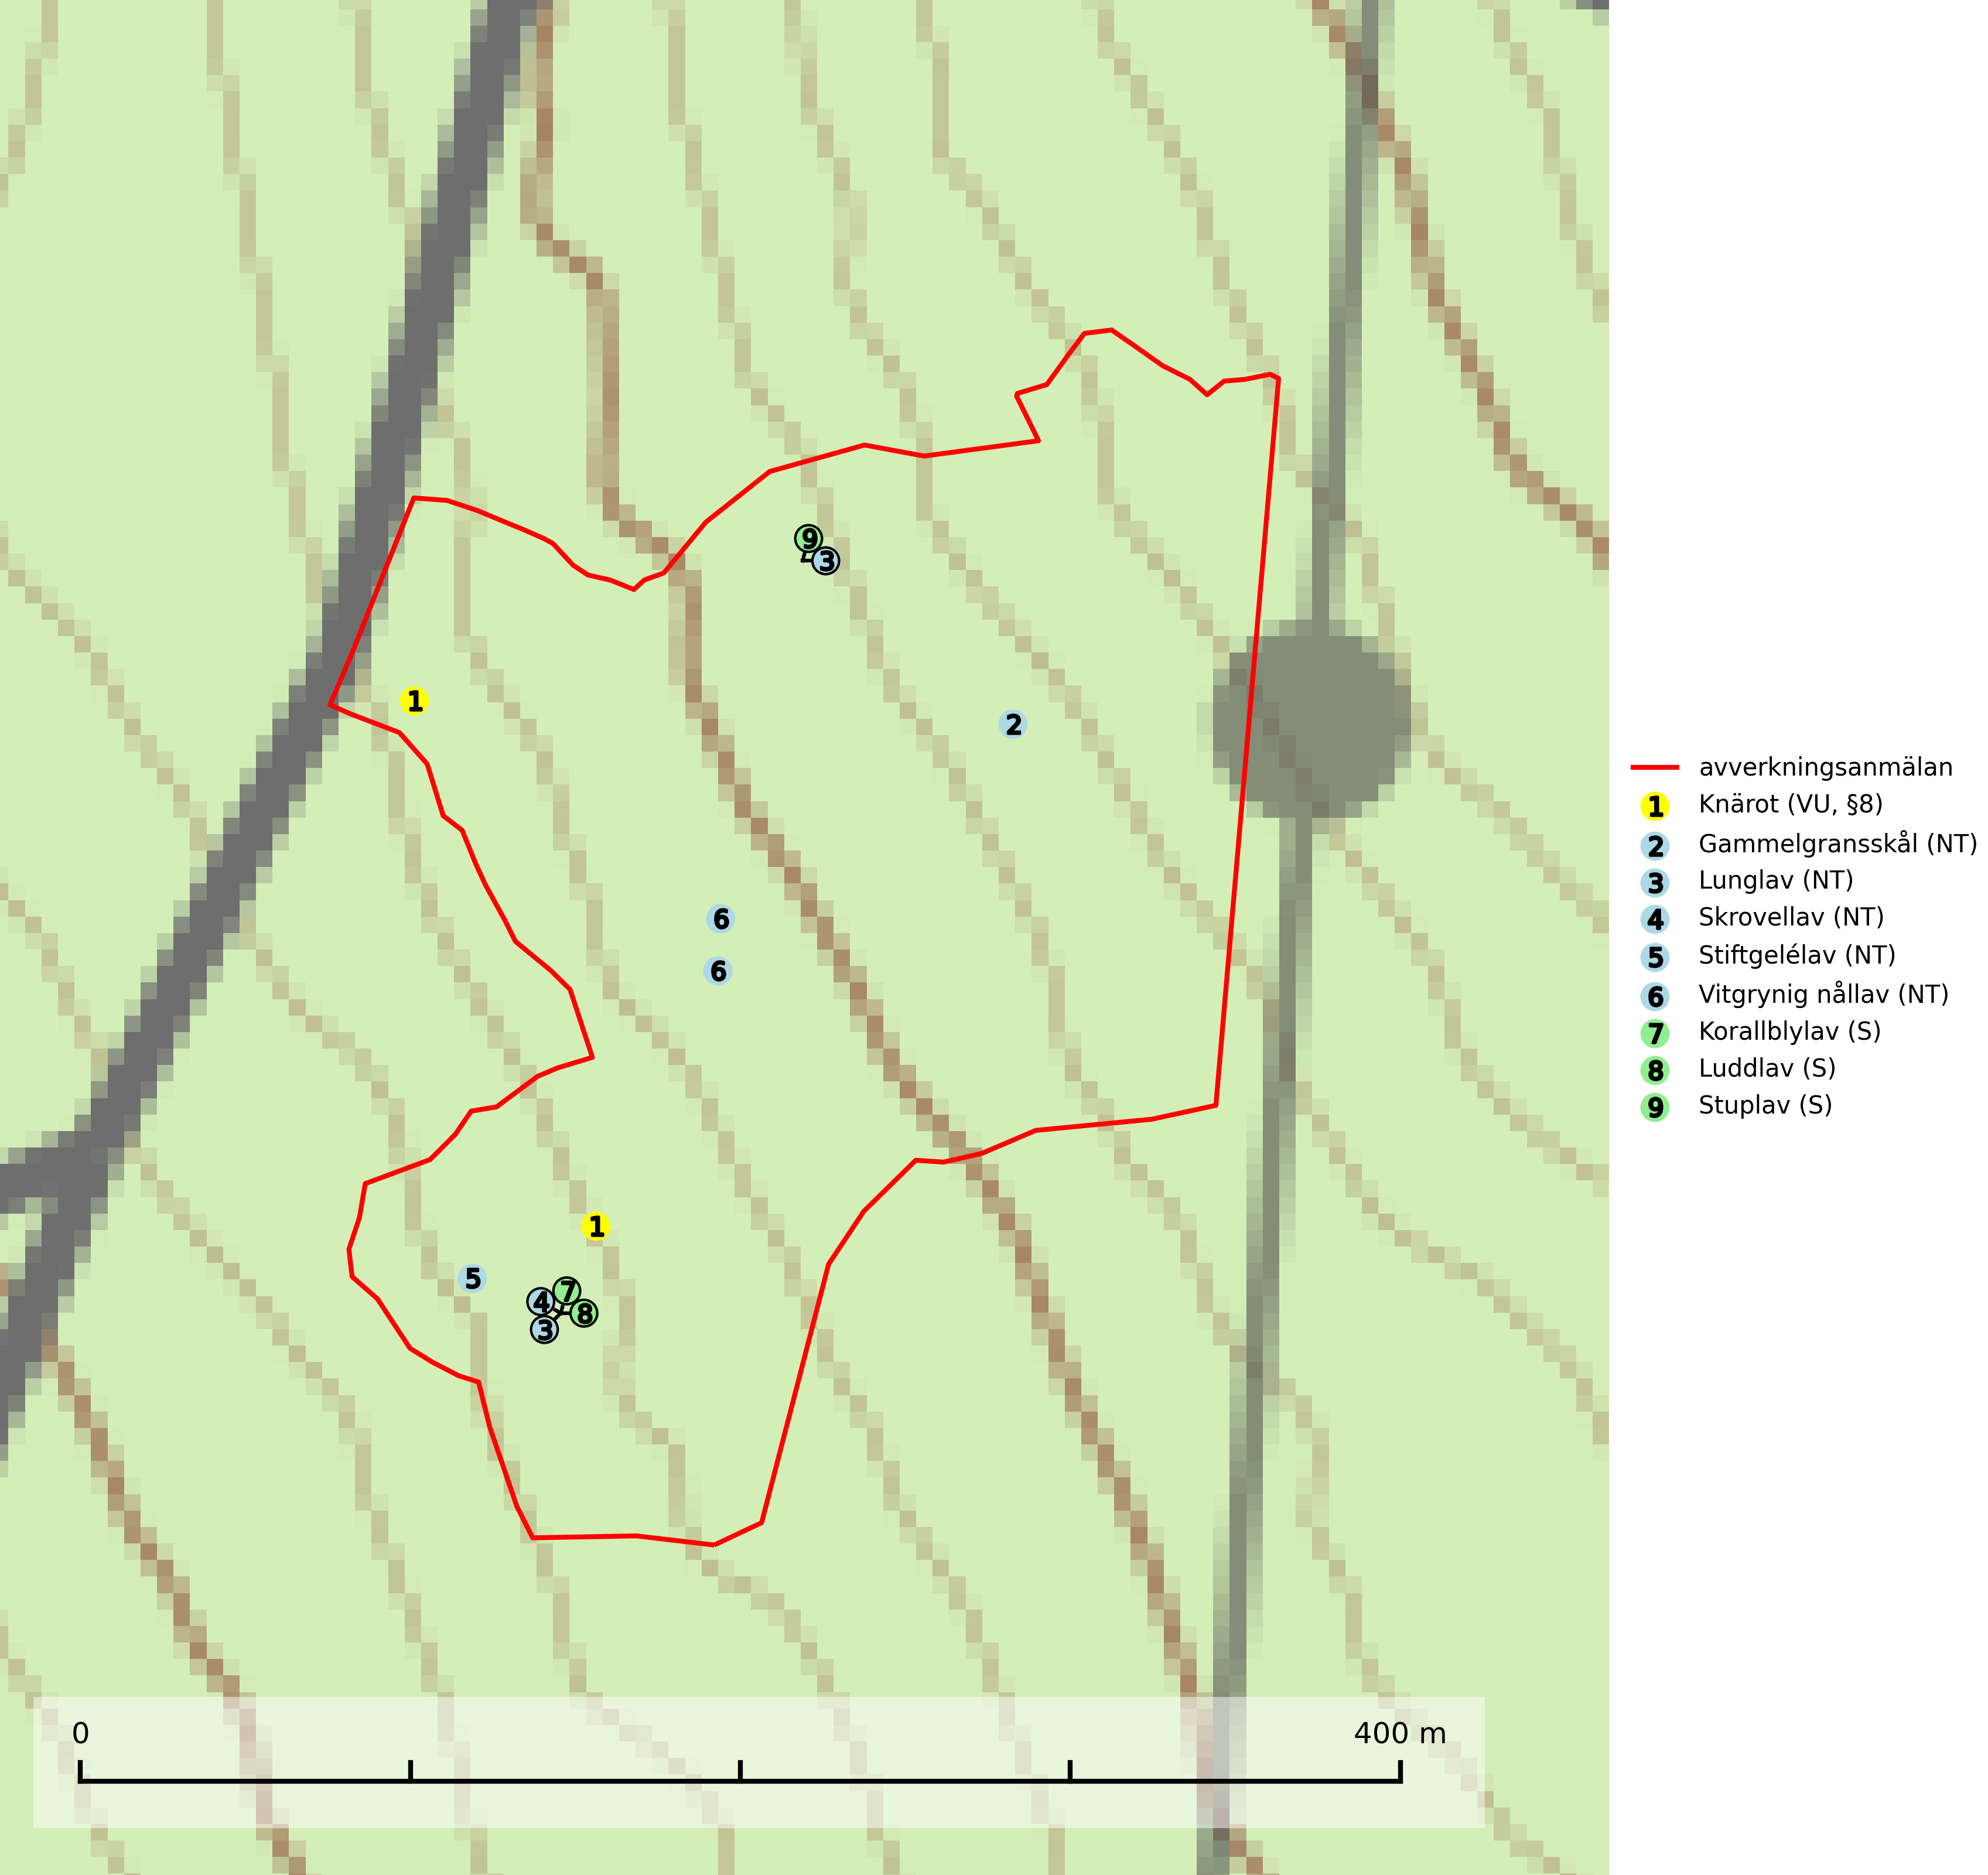 9
3
1
2
6
6
1
5
7
4
8
3
0
400 m
avverkningsanmälan
1 Knärot (VU, §8)
2 Gammelgransskål (NT)
3 Lunglav (NT)
4 Skrovellav (NT)
5 Stiftgelélav (NT)
6 Vitgrynig nållav (NT)
7 Korallblylav (S)
8 Luddlav (S)
9 Stuplav (S)